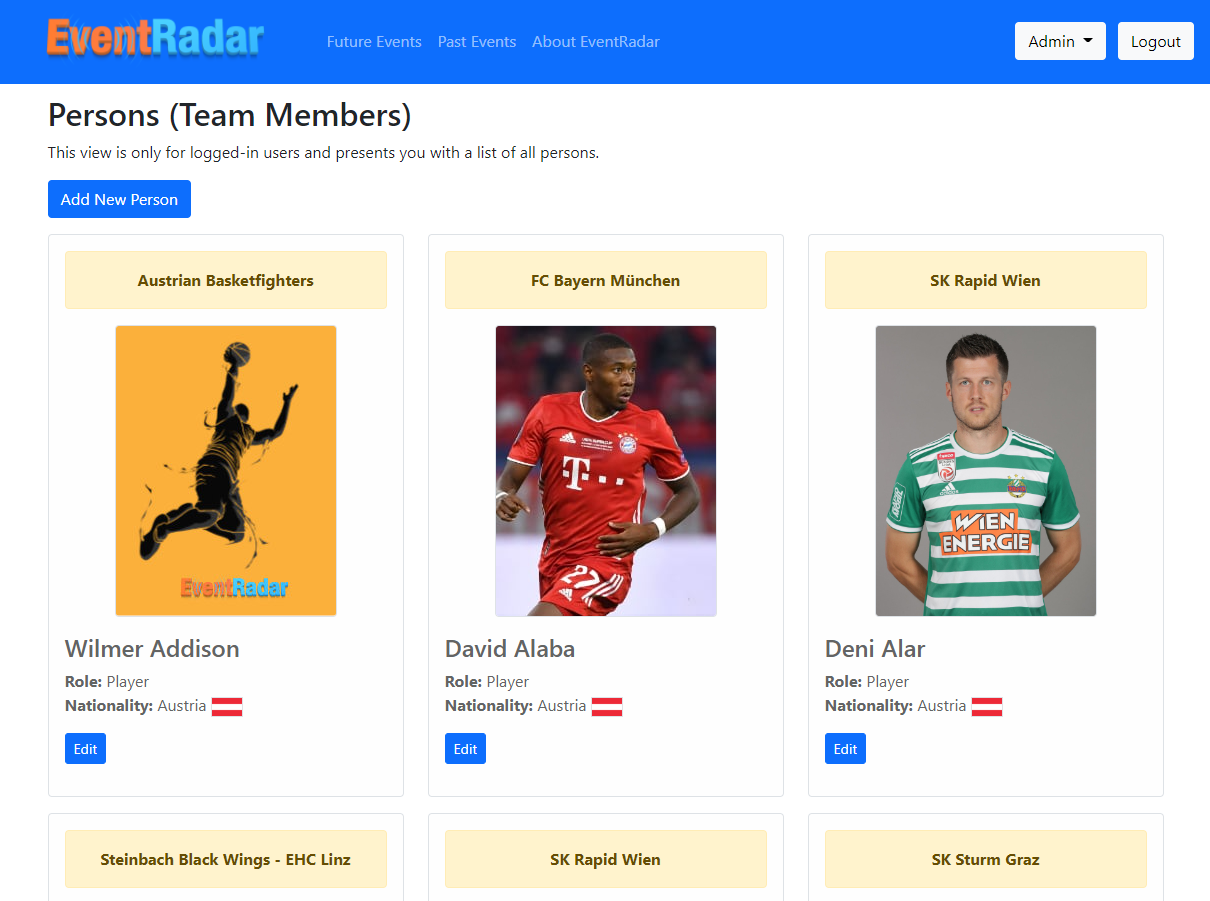 EventRadar
Future Events Past Events About EventRadar
Admin Logout
Persons (Team Members)
This view is only for logged-in users and presents you with a list of all persons.
Add New Person
Austrian Basketfighters
EventRadar
Wilmer Addison
Role: Player
Nationality: Austria
Edit
FC Bayern München
T
27
David Alaba
Role: Player
Nationality: Austria
Edit
SK Rapid Wien
WIEN
ENERGIE
Deni Alar
Role: Player
Nationality: Austria
Edit
Steinbach Black Wings - EHC Linz
SK Rapid Wien
SK Sturm Graz